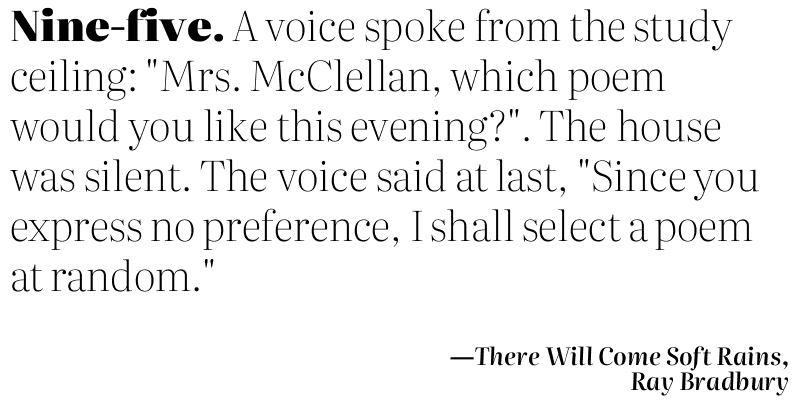 Nine-five. A voice spoke from the study
ceiling: "Mrs. McClellan, which poem
would you like this evening?". The house
was silent. The voice said at last, "Since you
express no preference, I shall select a poem
at random."
—There Will Come Soft Rains,
Ray Bradbury